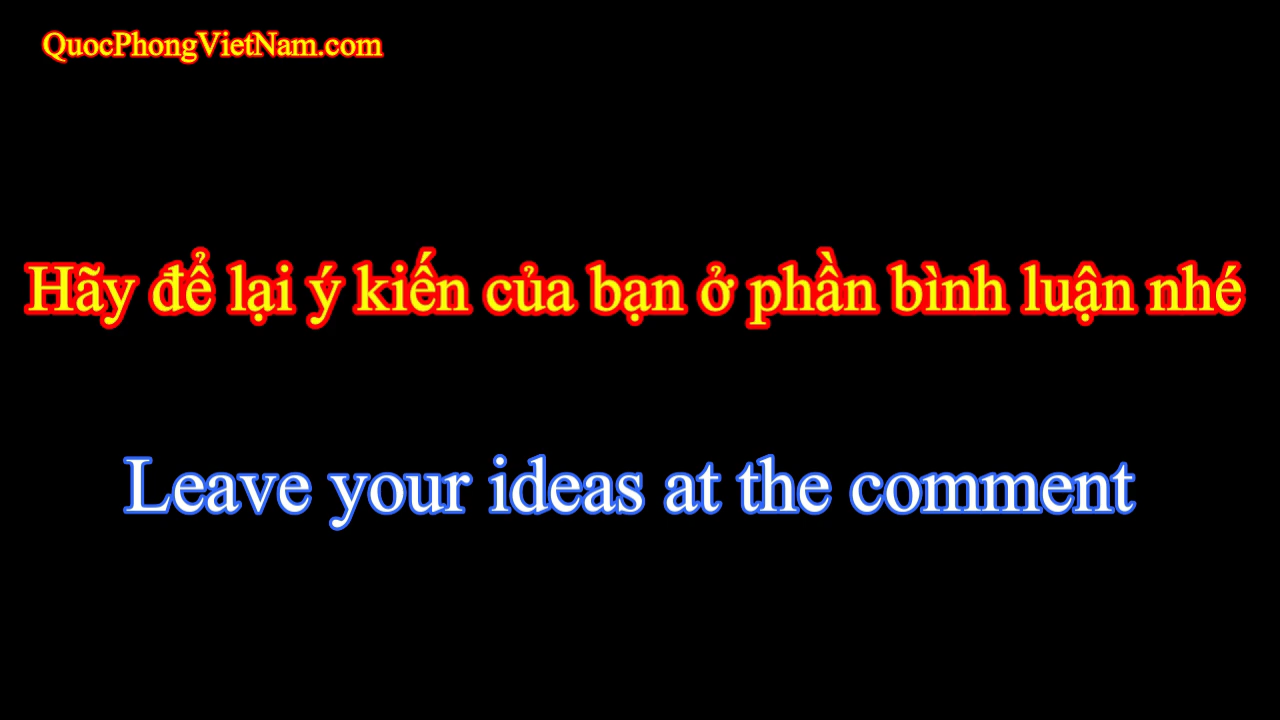 QuocPhongVietNam.com
Hãy để lại ý kiến của bạn ở phần bình luận nhé
Leave your ideas at the comment